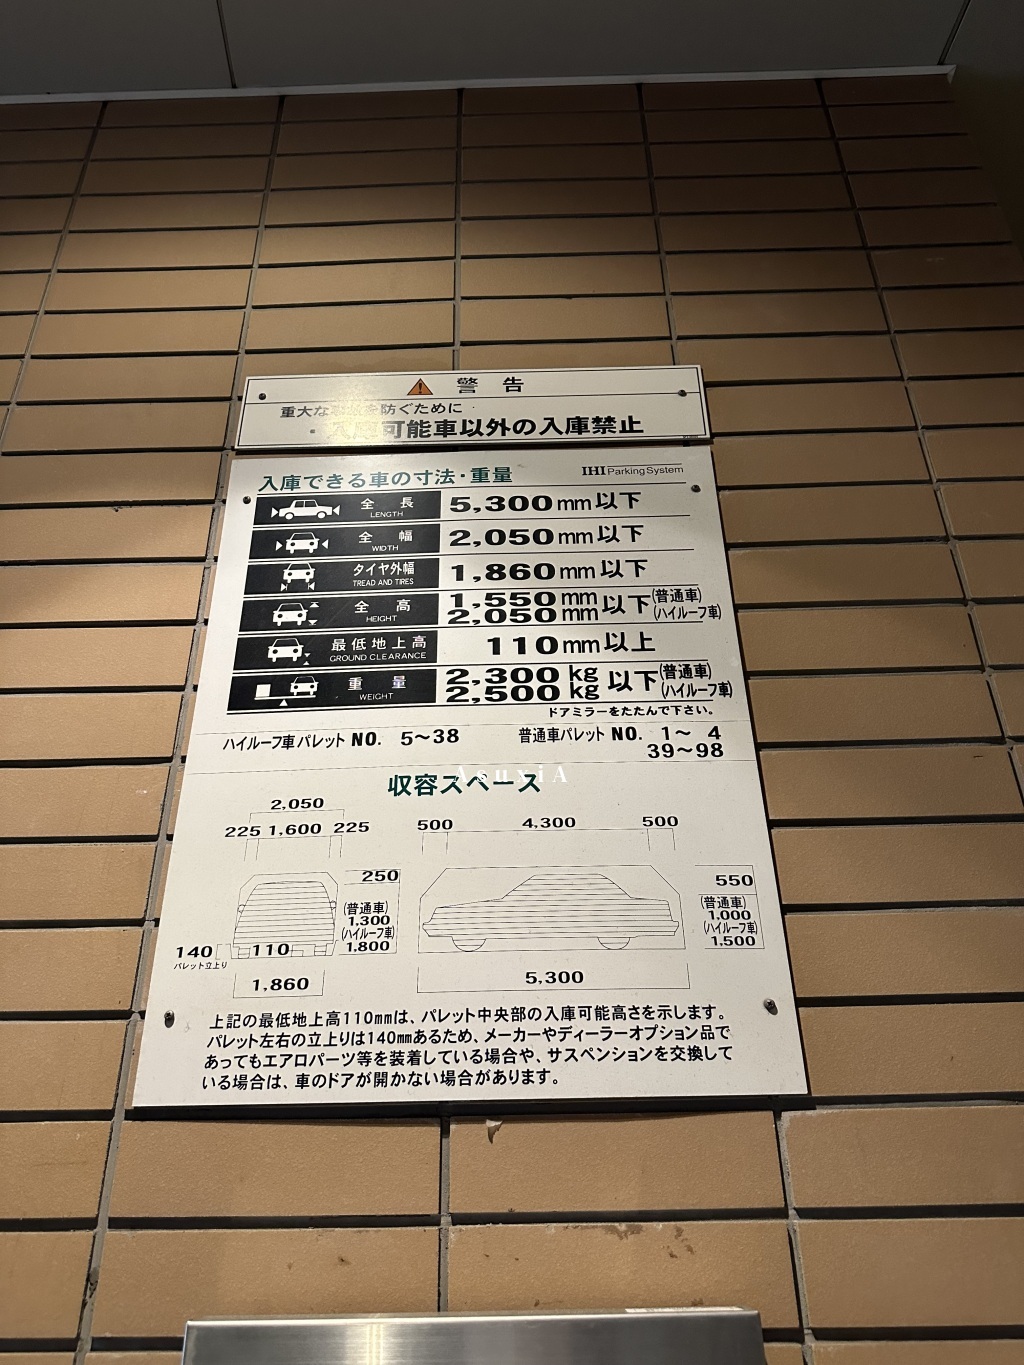 警告
重大な事故を防ぐために
・入庫可能車以外の入庫禁止
入庫できる車の寸法・重量
IHI Parking System
全長 LENGTH 5,300mm以下
全幅 WIDTH 2,050mm以下
タイヤ外幅 TREAD AND TIRES 1,860mm以下
全高 HEIGHT 1,550mm 2,050mm 以下 (普通車) (ハイルーフ車)
最低地上高 GROUND CLEARANCE 110mm以上
重量 WEIGHT 2,300kg 2,500kg 以下 (普通車) (ハイルーフ車)
ドアミラーをたたんで下さい。
ハイルーフ車パレット NO. 5〜38 普通車パレット NO. 1〜4
39〜98
収容スペース
AsuxiA
2,050
225 1,600 225 500 4,300 500
250 550
(普通車) (普通車)
1,300 1,000
(ハイルーフ車) (ハイルーフ車)
1,800 1,500
140 110
パレット立上り
1,860 5,300
上記の最低地上高110mmは、パレット中央部の入庫可能高さを示します。
パレット左右の立上りは140mmあるため、メーカーやディーラーオプション品で
あってもエアロパーツ等を装着している場合や、サスペンションを交換して
いる場合は、車のドアが開かない場合があります。